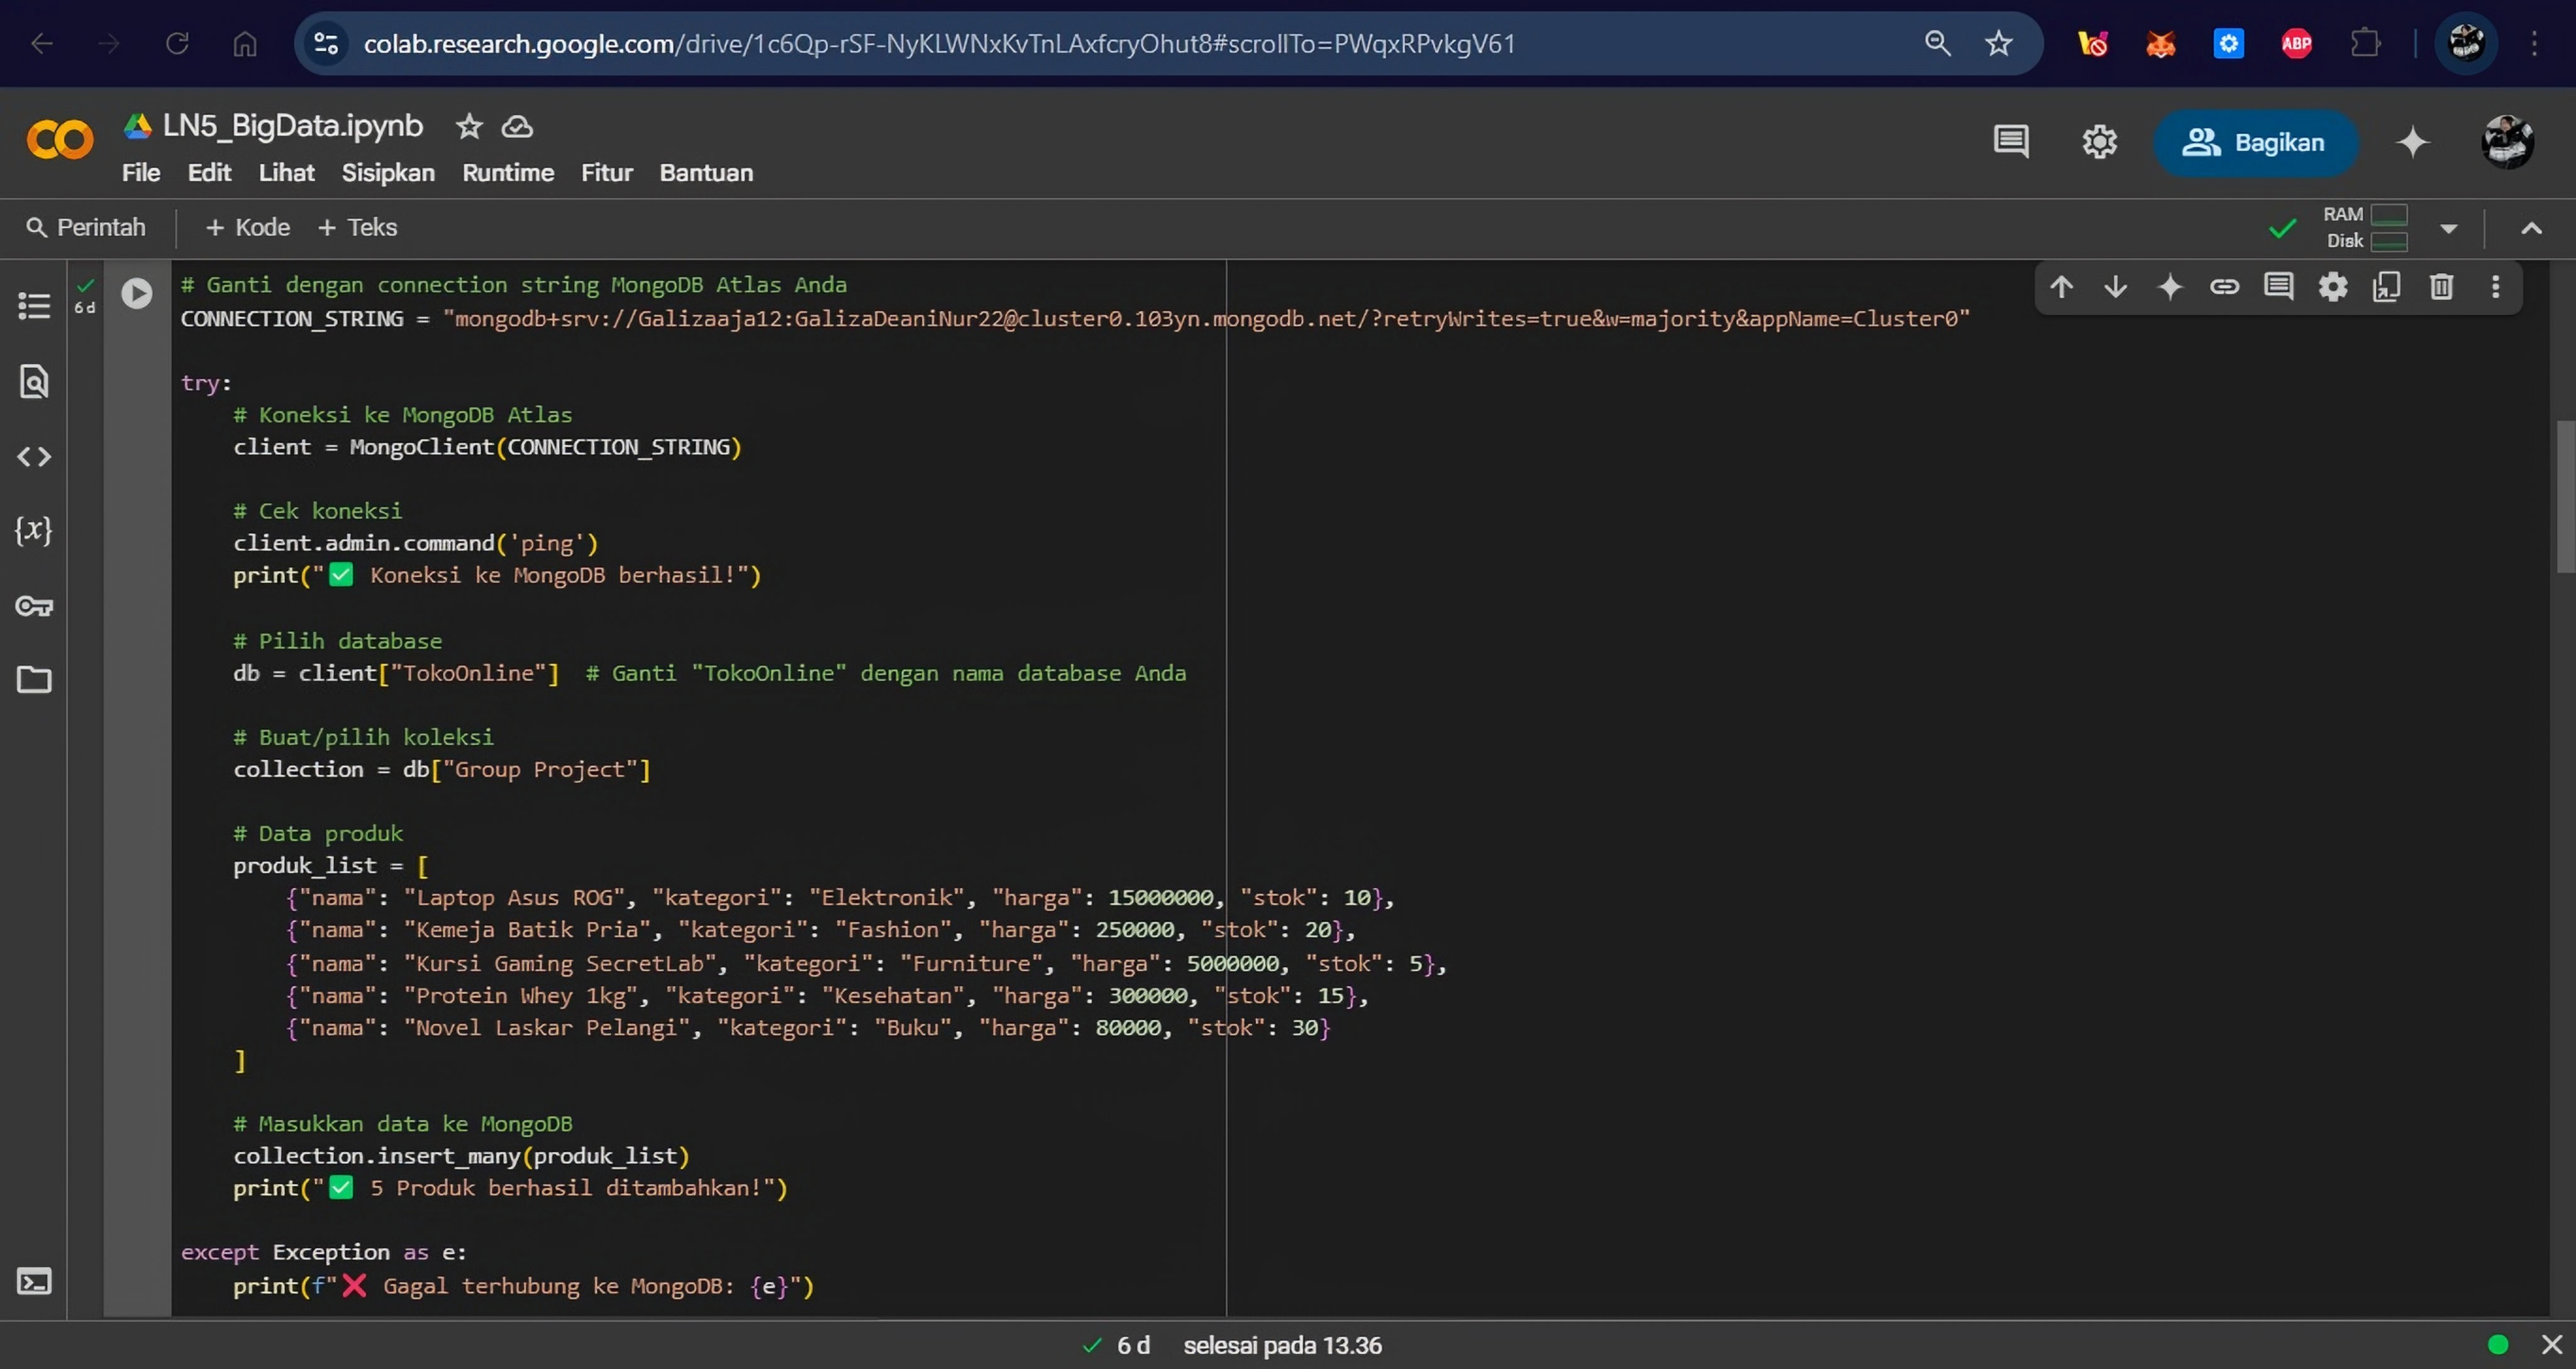 colab.research.google.com/drive/1c6Qp-rSF-NyKLWNxKvTnLAxfcryOhut8#scrollTo=PWqxRPvkgV61
ABP
LN5_BigData.ipynb
File Edit Lihat Sisipkan Runtime Fitur Bantuan
Bagikan
Perintah + Kode + Teks
RAM
Disk
6 d
# Ganti dengan connection string MongoDB Atlas Anda
CONNECTION_STRING = "mongodb+srv://Galizaaja12:GalizaDeaniNur22@cluster0.103yn.mongodb.net/?retryWrites=true&w=majority&appName=Cluster0"
try:
    # Koneksi ke MongoDB Atlas
    client = MongoClient(CONNECTION_STRING)
    # Cek koneksi
    client.admin.command('ping')
    print("✅ Koneksi ke MongoDB berhasil!")
    # Pilih database
    db = client["TokoOnline"]  # Ganti "TokoOnline" dengan nama database Anda
    # Buat/pilih koleksi
    collection = db["Group Project"]
    # Data produk
    produk_list = [
        {"nama": "Laptop Asus ROG", "kategori": "Elektronik", "harga": 15000000, "stok": 10},
        {"nama": "Kemeja Batik Pria", "kategori": "Fashion", "harga": 250000, "stok": 20},
        {"nama": "Kursi Gaming SecretLab", "kategori": "Furniture", "harga": 5000000, "stok": 5},
        {"nama": "Protein Whey 1kg", "kategori": "Kesehatan", "harga": 300000, "stok": 15},
        {"nama": "Novel Laskar Pelangi", "kategori": "Buku", "harga": 80000, "stok": 30}
    ]
    # Masukkan data ke MongoDB
    collection.insert_many(produk_list)
    print("✅ 5 Produk berhasil ditambahkan!")
except Exception as e:
    print(f"❌ Gagal terhubung ke MongoDB: {e}")
6 d selesai pada 13.36